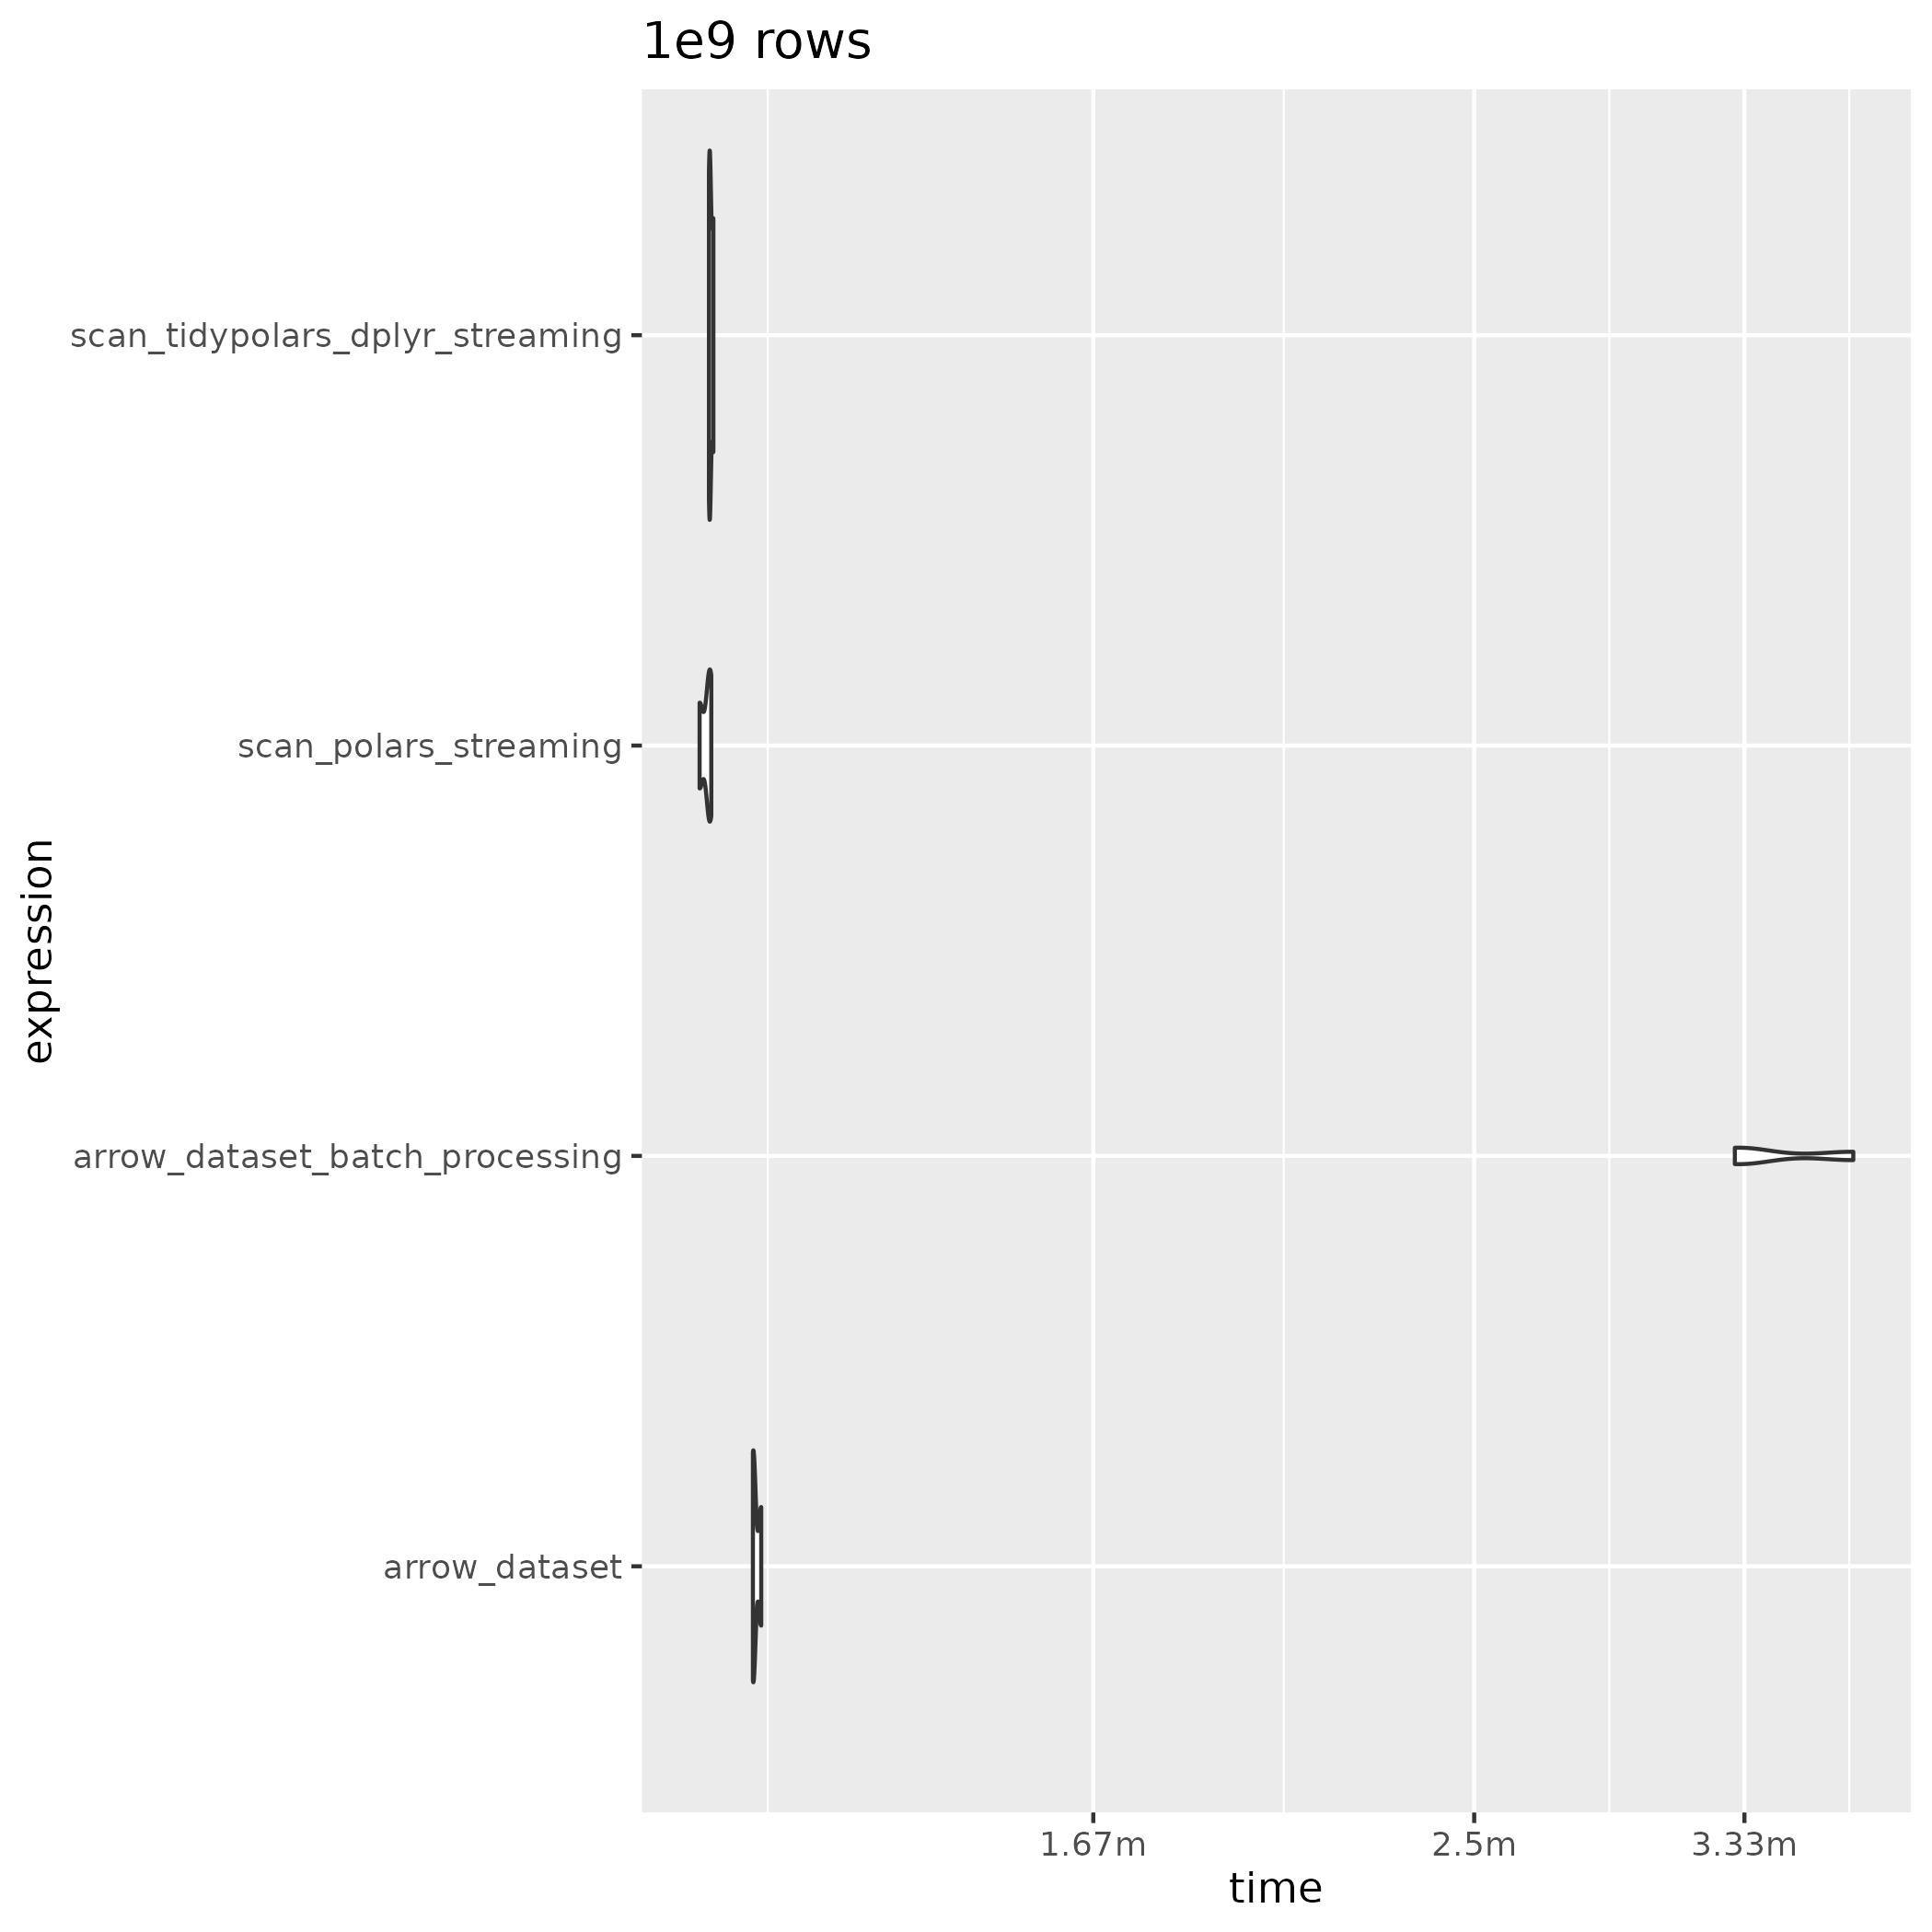 1e9 rows
scan_tidypolars_dplyr_streaming
scan_polars_streaming
expression
arrow_dataset_batch_processing
arrow_dataset
1.67m 2.5m 3.33m
time